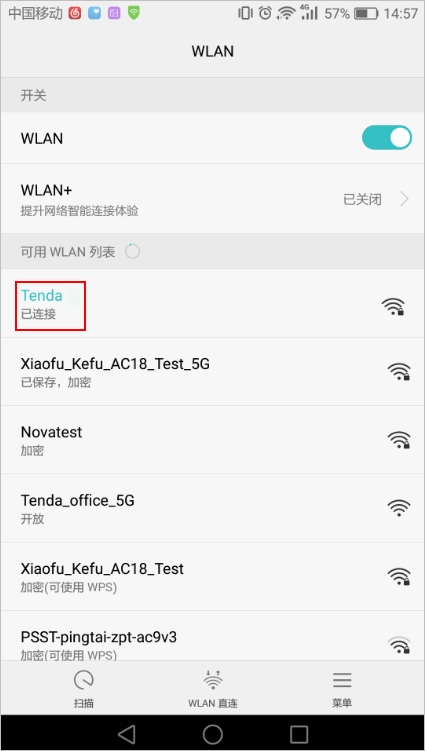 中国移动 4G 57% 14:57
WLAN
开关
WLAN
WLAN+
提升网络智能连接体验
已关闭
可用 WLAN 列表
Tenda
已连接
Xiaofu_Kefu_AC18_Test_5G
已保存，加密
Novatest
加密
Tenda_office_5G
开放
Xiaofu_Kefu_AC18_Test
加密(可使用 WPS)
PSST-pingtai-zpt-ac9v3
加密(可使用 WPS)
扫描 WLAN 直连 菜单